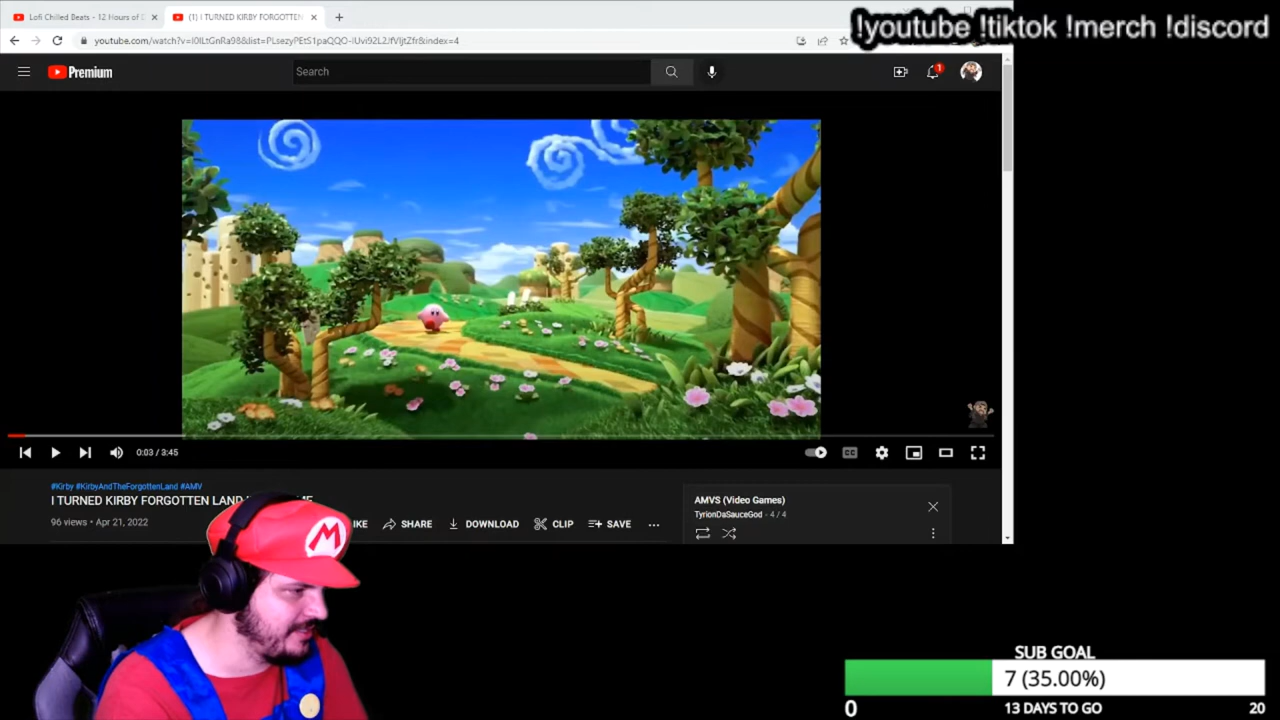 Lofi Chilled Beats - 12 Hours of
(1) I TURNED KIRBY FORGOTTEN
!youtube !tiktok !merch !discord
Premium
Search
1
0:03 / 3:45
CC
#Kirby #KirbyAndTheForgottenLand #AMV
I TURNED KIRBY FORGOTTEN LAND
96 views • Apr 21, 2022
SHARE
DOWNLOAD
CLIP
SAVE
AMVS (Video Games)
TyrionDaSauceGod - 4 / 4
M
SUB GOAL
7 (35.00%)
0
13 DAYS TO GO
20